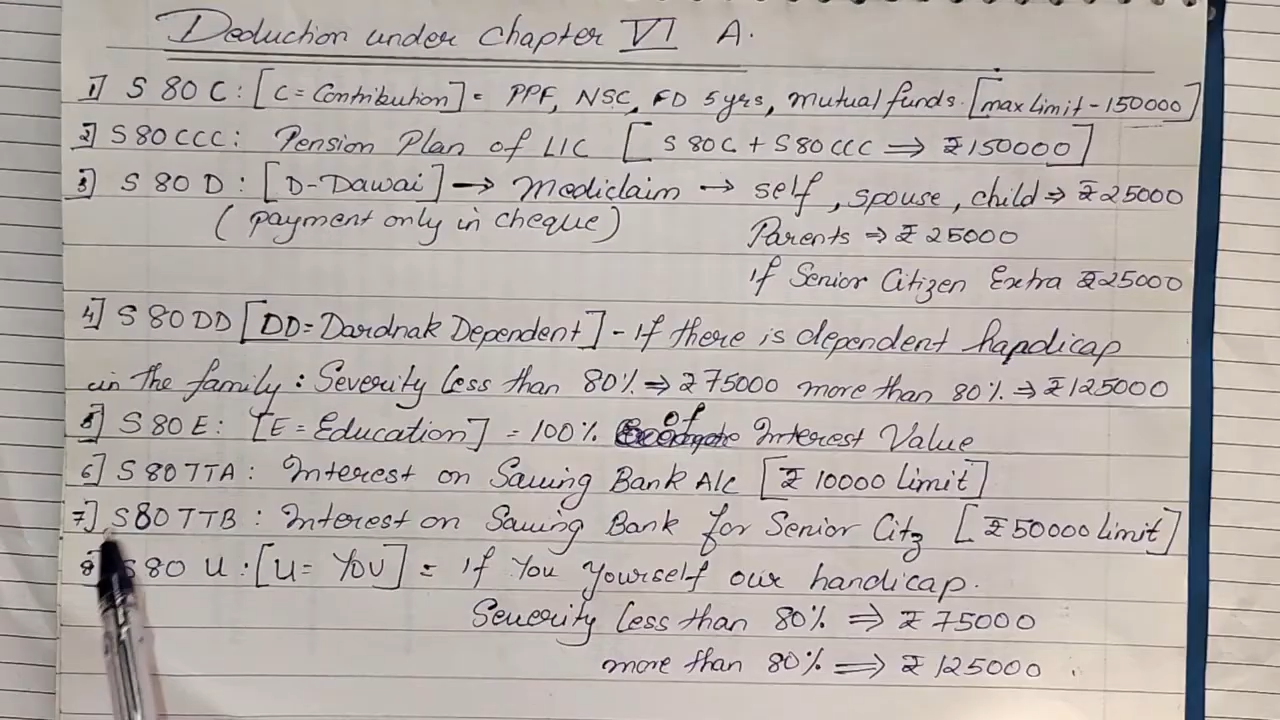 Deduction under Chapter VI A.
1] S 80 C : [C = Contribution] = PPF, NSC, FD 5 yrs, mutual funds. [max Limit - 150000]
2] S 80 CCC : Pension Plan of LIC [S 80C + S80CCC ⇒ ₹150000]
3] S 80 D : [D-Dawai] → Mediclaim → self, spouse, child ⇒ ₹25000
(payment only in cheque) Parents ⇒ ₹25000
if Senior Citizen Extra ₹25000
4] S 80 DD [DD = Dardnak Dependent] - If there is dependent handicap
in the family : Severity less than 80% ⇒ ₹75000 more than 80% ⇒ ₹125000
5] S 80 E : [E = Education] = 100% of Interest Value
6] S 80 TTA : Interest on Saving Bank A/c [₹10000 limit]
7] S80 TTB : Interest on Saving Bank for Senior Citz [₹50000 limit]
8] S 80 U : [U = YOU] = if You Yourself our handicap.
Severity less than 80% ⇒ ₹75000
more than 80% ⇒ ₹125000.